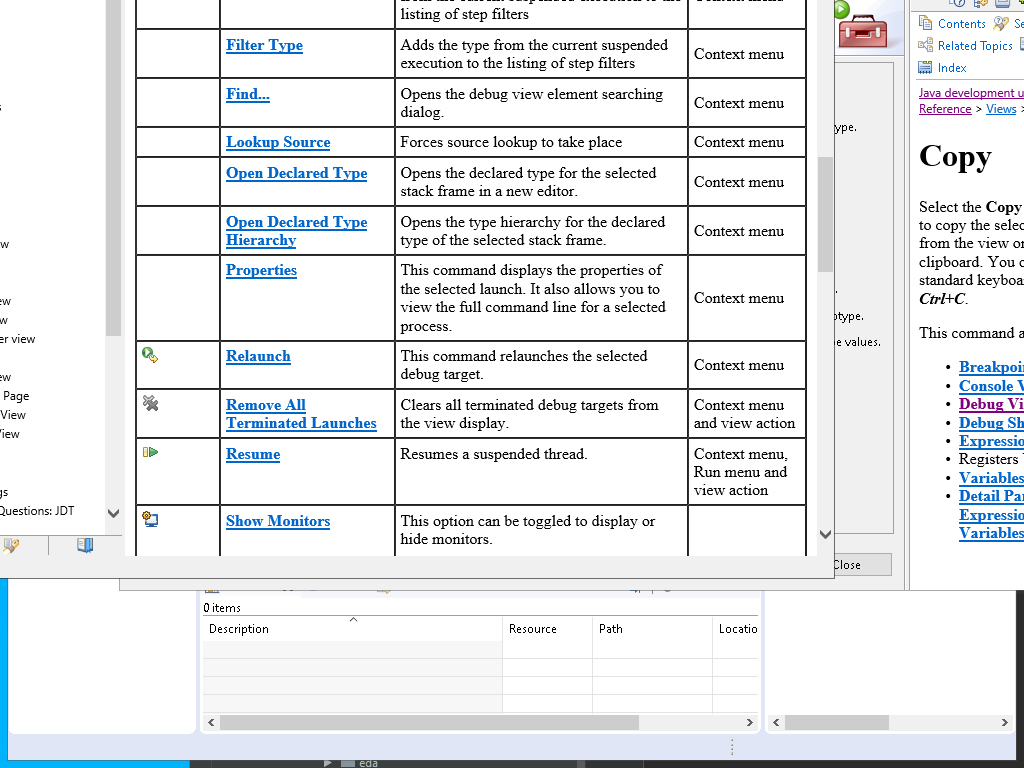 listing of step filters
Filter Type
Adds the type from the current suspended
execution to the listing of step filters
Context menu
Find...
Opens the debug view element searching
dialog.
Context menu
Lookup Source
Forces source lookup to take place
Context menu
Open Declared Type
Opens the declared type for the selected
stack frame in a new editor.
Context menu
Open Declared Type
Hierarchy
Opens the type hierarchy for the declared
type of the selected stack frame.
Context menu
Properties
This command displays the properties of
the selected launch. It also allows you to
view the full command line for a selected
process.
Context menu
Relaunch
This command relaunches the selected
debug target.
Context menu
Remove All
Terminated Launches
Clears all terminated debug targets from
the view display.
Context menu
and view action
Resume
Resumes a suspended thread.
Context menu,
Run menu and
view action
Show Monitors
This option can be toggled to display or
hide monitors.
er view
Page
View
Questions: JDT
ype.
otype.
e values.
Close
Contents
Se
Related Topics
Index
Java development u
Reference > Views >
Copy
Select the Copy
to copy the selec
from the view or
clipboard. You c
standard keyboa
Ctrl+C.
This command a
• Breakpoi
• Console V
• Debug Vi
• Debug Sh
• Expressio
• Registers
• Variables
• Detail Pa
Expressio
Variables
0 items
Description
Resource
Path
Locatio
eda